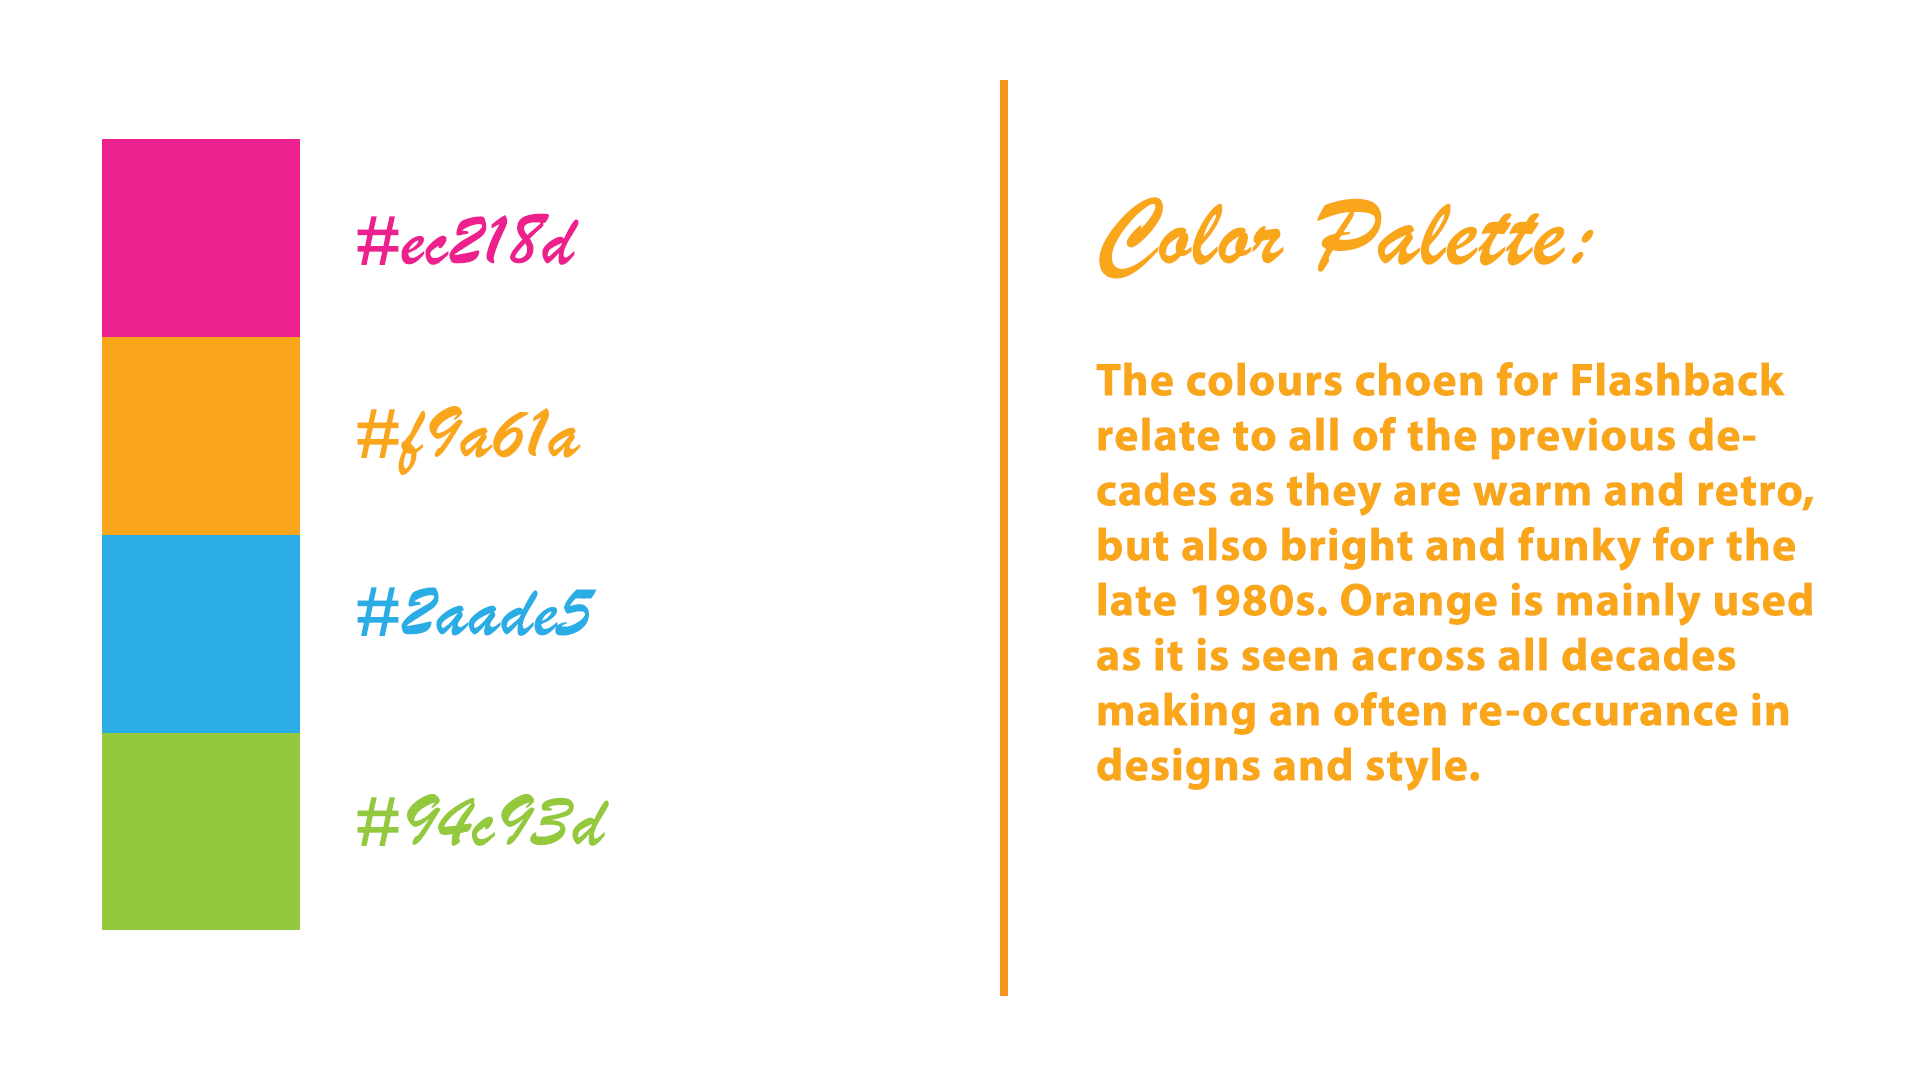 #ec218d
#f9a61a
#2aade5
#94c93d
Color Palette:
The colours choen for Flashback
relate to all of the previous de-
cades as they are warm and retro,
but also bright and funky for the
late 1980s. Orange is mainly used
as it is seen across all decades
making an often re-occurance in
designs and style.